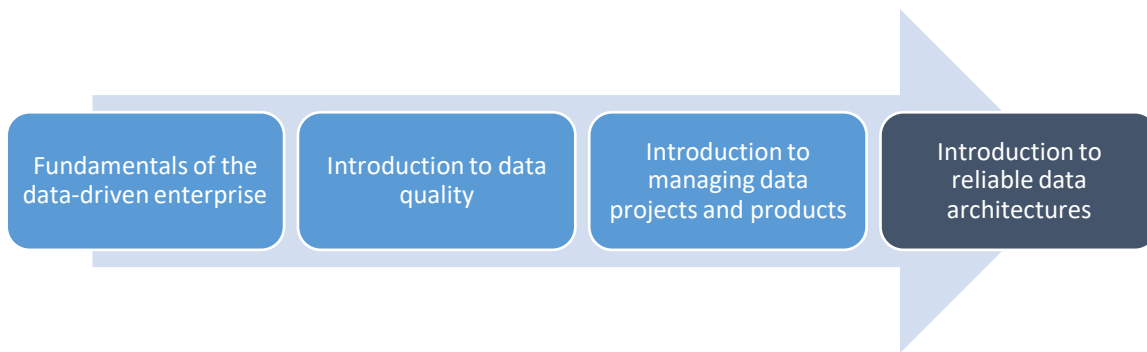 Fundamentals of the
data-driven enterprise
Introduction to data
quality
Introduction to
managing data
projects and products
Introduction to
reliable data
architectures